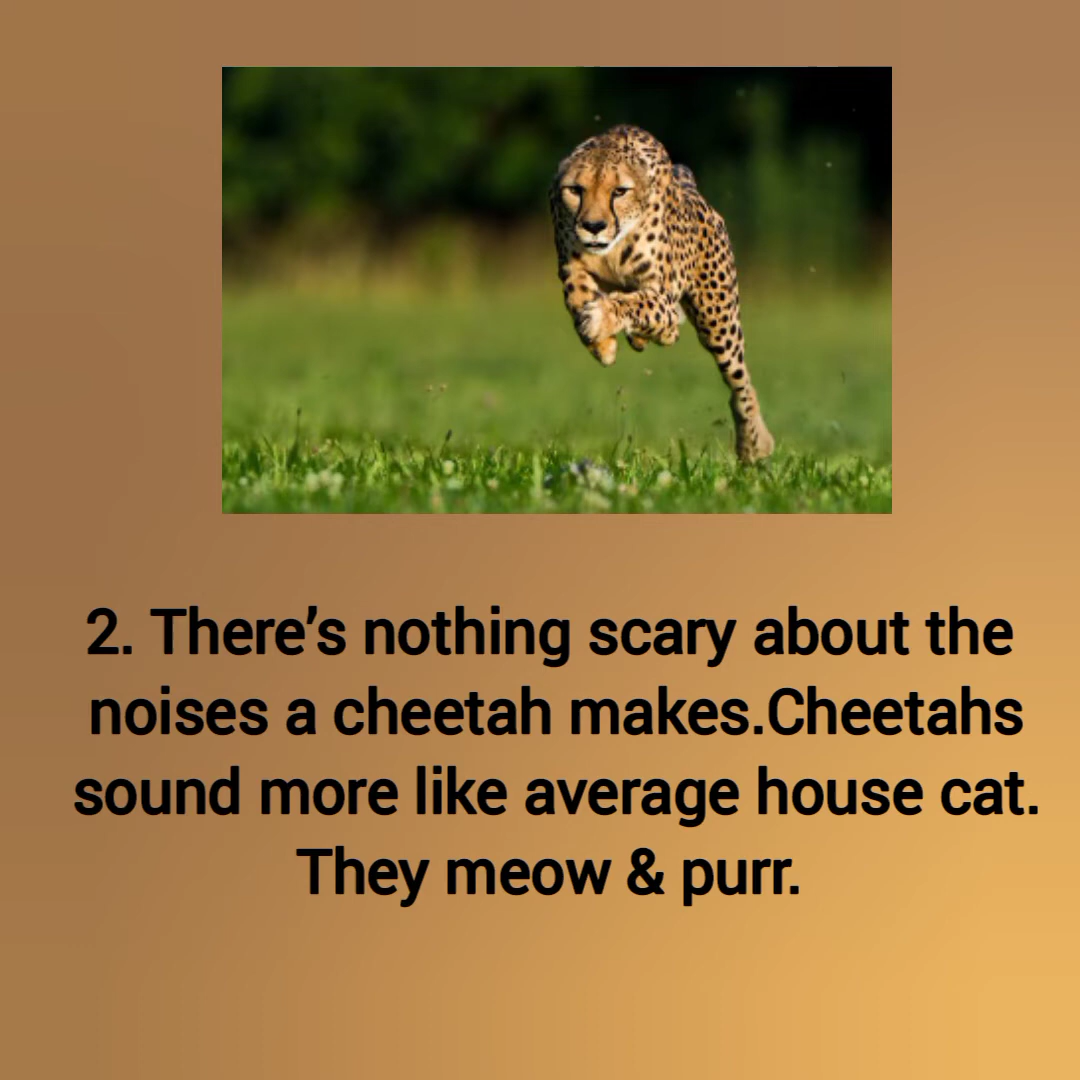 2. There’s nothing scary about the
noises a cheetah makes.Cheetahs
sound more like average house cat.
They meow & purr.